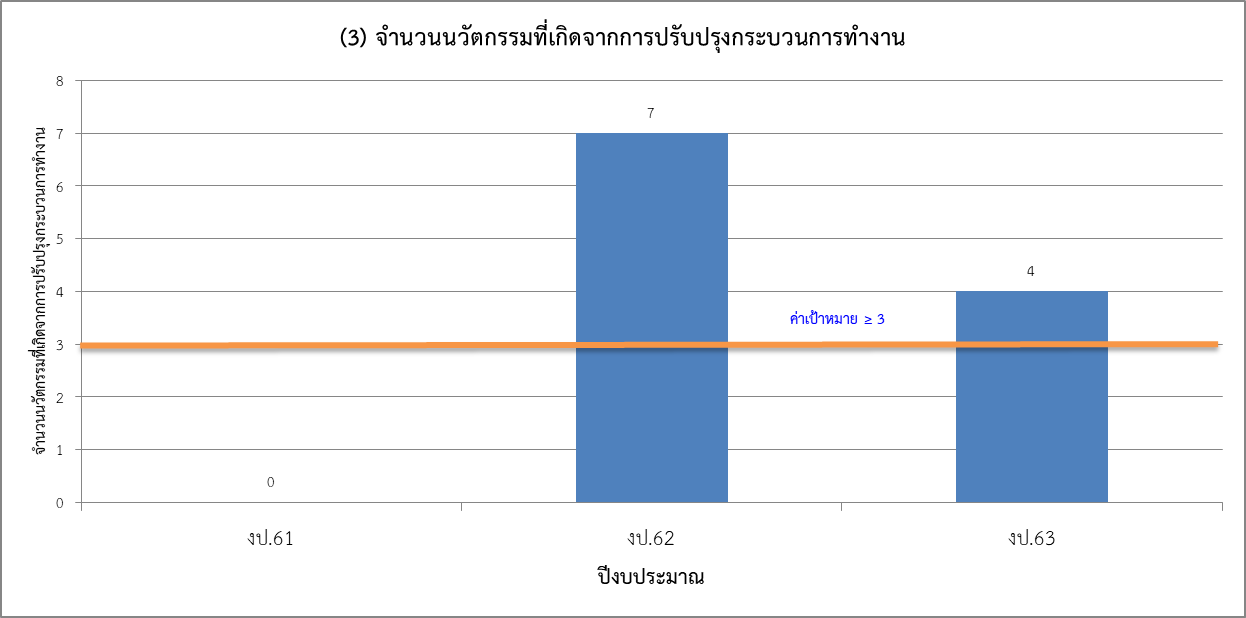 (3) จำนวนนวัตกรรมที่เกิดจากการปรับปรุงกระบวนการทำงาน
จำนวนนวัตกรรมที่เกิดจากการปรับปรุงกระบวนการทำงาน
8
7
6
5
4
3
2
1
0
0
7
4
ค่าเป้าหมาย ≥ 3
งป.61
งป.62
งป.63
ปีงบประมาณ